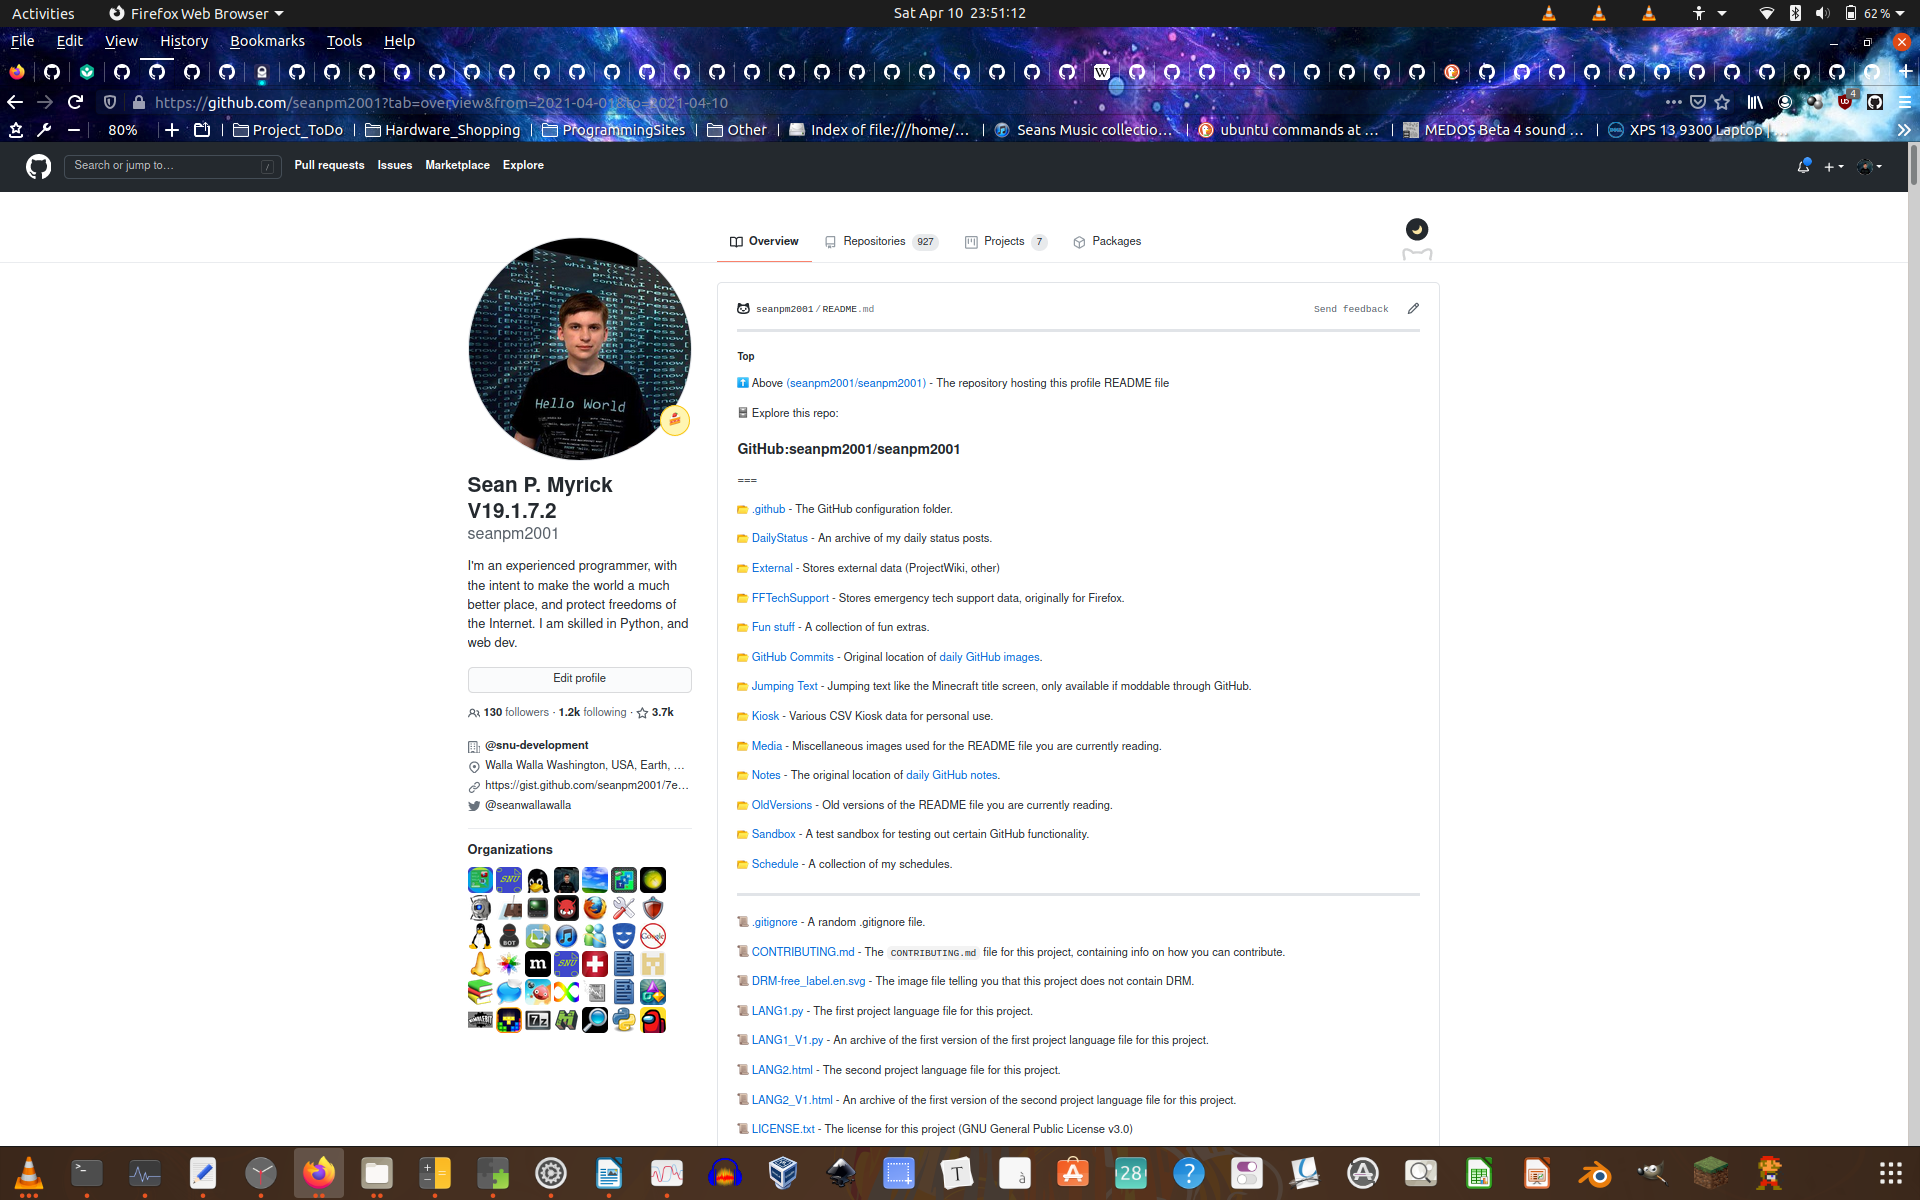 Activities
Firefox Web Browser
Sat Apr 10 23:51:12
62 %
File Edit View History Bookmarks Tools Help
https://github.com/seanpm2001?tab=overview&from=2021-04-01&to=2021-04-10
4
80%
Project_ToDo
Hardware_Shopping
ProgrammingSites
Other
Index of file:///home/...
Seans Music collectio...
ubuntu commands at ...
MEDOS Beta 4 sound ...
XPS 13 9300 Laptop | ...
Search or jump to...
/
Pull requests Issues Marketplace Explore
Overview
Repositories 927
Projects 7
Packages
Hello World
Sean P. Myrick
V19.1.7.2
seanpm2001
I'm an experienced programmer, with
the intent to make the world a much
better place, and protect freedoms of
the Internet. I am skilled in Python, and
web dev.
Edit profile
130 followers · 1.2k following · 3.7k
@snu-development
Walla Walla Washington, USA, Earth, ...
https://gist.github.com/seanpm2001/7e...
@seanwallawalla
Organizations
seanpm2001/README.md
Send feedback
Top
Above (seanpm2001/seanpm2001) - The repository hosting this profile README file
Explore this repo:
GitHub:seanpm2001/seanpm2001
===
.github - The GitHub configuration folder.
DailyStatus - An archive of my daily status posts.
External - Stores external data (ProjectWiki, other)
FFTechSupport - Stores emergency tech support data, originally for Firefox.
Fun stuff - A collection of fun extras.
GitHub Commits - Original location of daily GitHub images.
Jumping Text - Jumping text like the Minecraft title screen, only available if moddable through GitHub.
Kiosk - Various CSV Kiosk data for personal use.
Media - Miscellaneous images used for the README file you are currently reading.
Notes - The original location of daily GitHub notes.
OldVersions - Old versions of the README file you are currently reading.
Sandbox - A test sandbox for testing out certain GitHub functionality.
Schedule - A collection of my schedules.
.gitignore - A random .gitignore file.
CONTRIBUTING.md - The CONTRIBUTING.md file for this project, containing info on how you can contribute.
DRM-free_label.en.svg - The image file telling you that this project does not contain DRM.
LANG1.py - The first project language file for this project.
LANG1_V1.py - An archive of the first version of the first project language file for this project.
LANG2.html - The second project language file for this project.
LANG2_V1.html - An archive of the first version of the second project language file for this project.
LICENSE.txt - The license for this project (GNU General Public License v3.0)